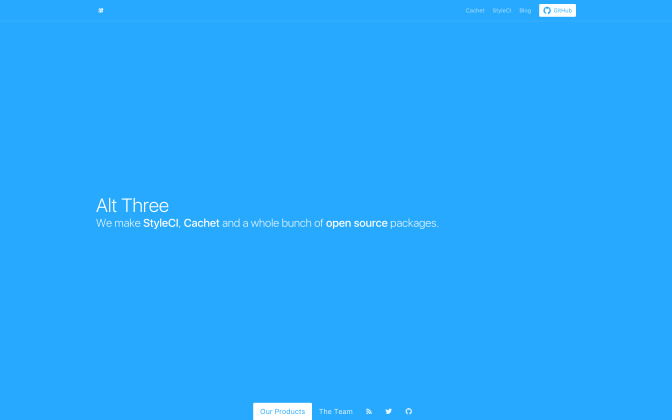 Cachet StyleCI Blog GitHub
Alt Three
We make StyleCI, Cachet and a whole bunch of open source packages.
Our Products The Team